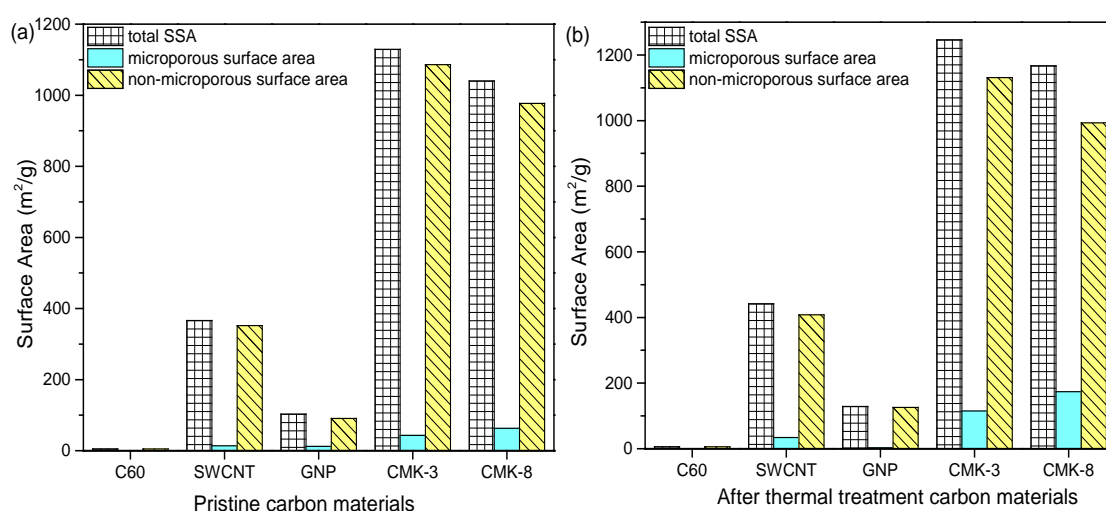 (a)
total SSA
microporous surface area
non-microporous surface area
1200
1000
800
600
400
200
0
Surface Area (m²/g)
C60 SWCNT GNP CMK-3 CMK-8
Pristine carbon materials
(b)
total SSA
microporous surface area
non-microporous surface area
1200
1000
800
600
400
200
0
Surface Area (m²/g)
C60 SWCNT GNP CMK-3 CMK-8
After thermal treatment carbon materials